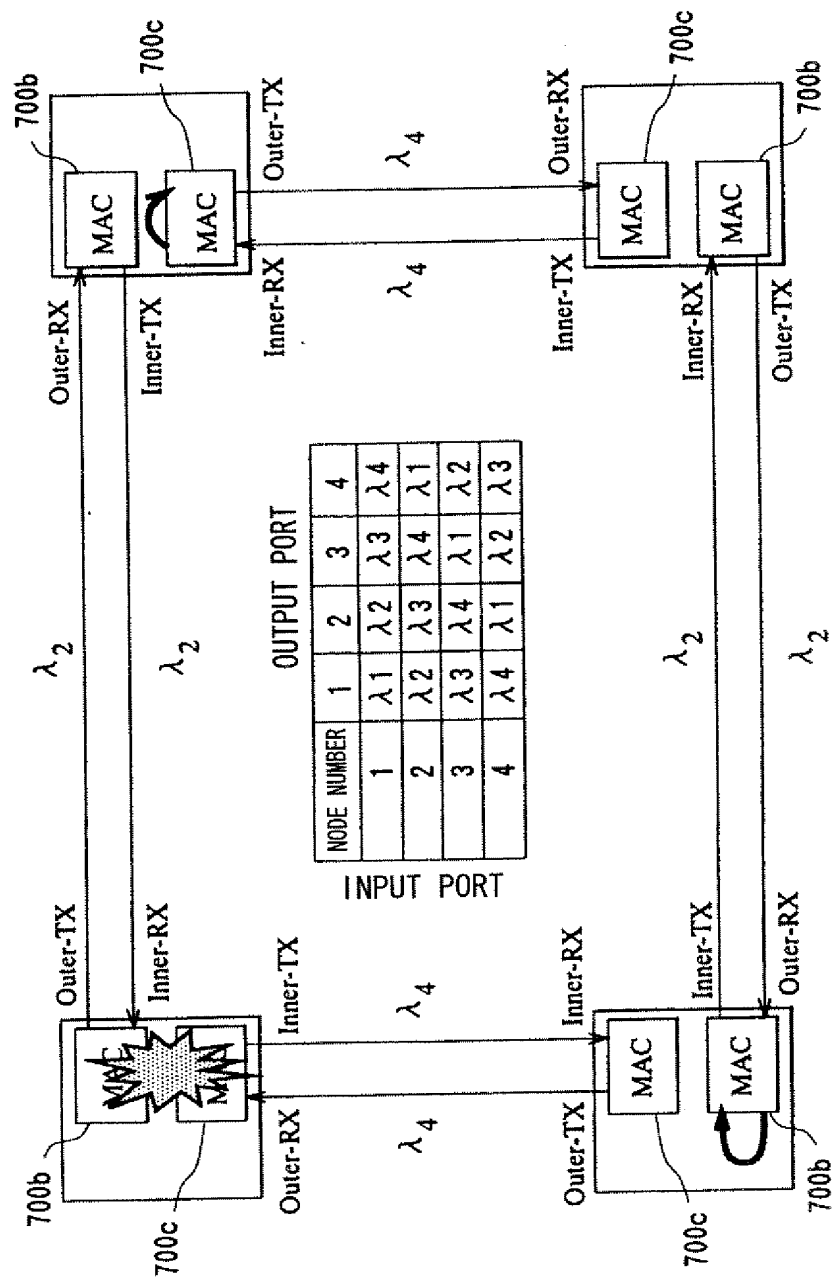 700b
Outer-TX
λ2
Outer-RX
700b
MAC
MAC
Inner-RX
λ2
Inner-TX
700c
MAC
700c
Outer-RX
Inner-TX
Inner-RX
Outer-TX
OUTPUT PORT
NODE NUMBER 1 2 3 4
1 λ1 λ2 λ3 λ4
2 λ2 λ3 λ4 λ1
3 λ3 λ4 λ1 λ2
4 λ4 λ1 λ2 λ3
INPUT PORT
λ4
λ4
λ4
λ4
Outer-TX
Inner-RX
Inner-TX
Outer-RX
700c
MAC
MAC
700c
Inner-TX
λ2
Inner-RX
MAC
MAC
700b
Outer-RX
λ2
Outer-TX
700b